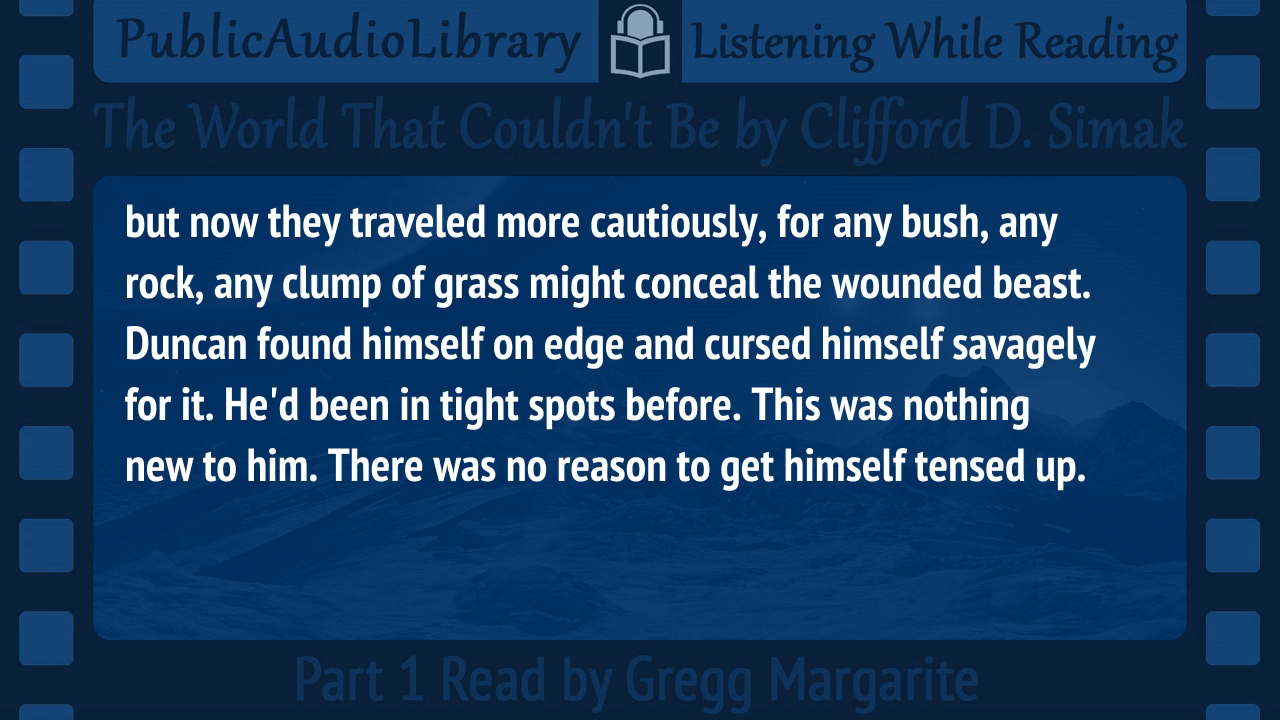 PublicAudioLibrary Listening While Reading
The World That Couldn't Be by Clifford D. Simak
but now they traveled more cautiously, for any bush, any
rock, any clump of grass might conceal the wounded beast.
Duncan found himself on edge and cursed himself savagely
for it. He'd been in tight spots before. This was nothing
new to him. There was no reason to get himself tensed up.
Part 1 Read by Gregg Margarite